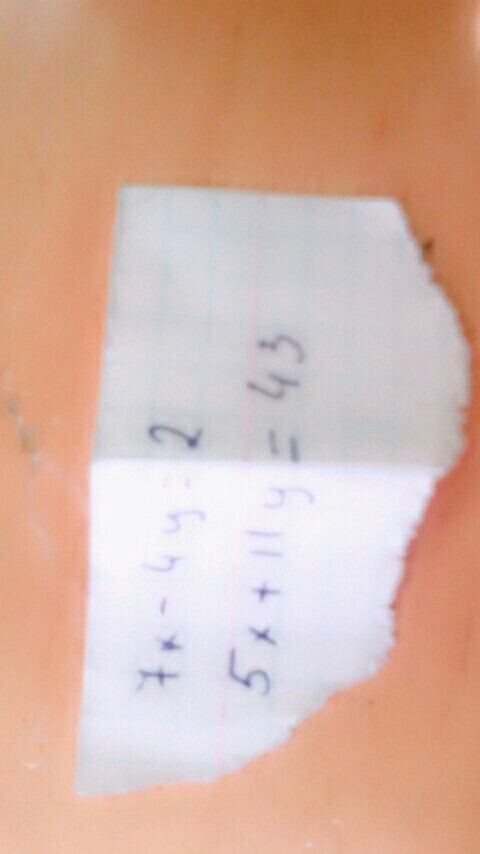 7x - 4y = 2
5x + 11y = 43